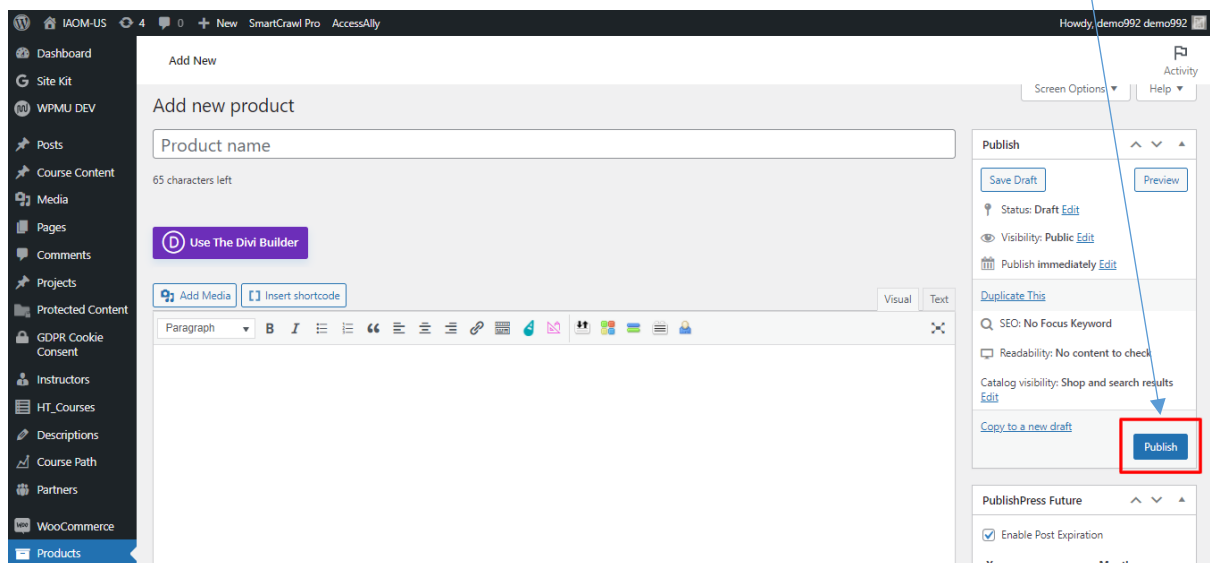 IAOM-US 4 0 + New SmartCrawl Pro AccessAlly Howdy, demo992 demo992
Dashboard
Site Kit
WPMU DEV
Posts
Course Content
Media
Pages
Comments
Projects
Protected Content
GDPR Cookie
Consent
Instructors
HT_Courses
Descriptions
Course Path
Partners
WooCommerce
Products
Add New
Activity
Screen Options ▼ Help ▼
Add new product
Product name
65 characters left
Use The Divi Builder
Add Media [ ] Insert shortcode
Visual Text
Paragraph B I
Publish
Save Draft Preview
Status: Draft Edit
Visibility: Public Edit
Publish immediately Edit
Duplicate This
SEO: No Focus Keyword
Readability: No content to check
Catalog visibility: Shop and search results
Edit
Copy to a new draft
Publish
PublishPress Future
Enable Post Expiration